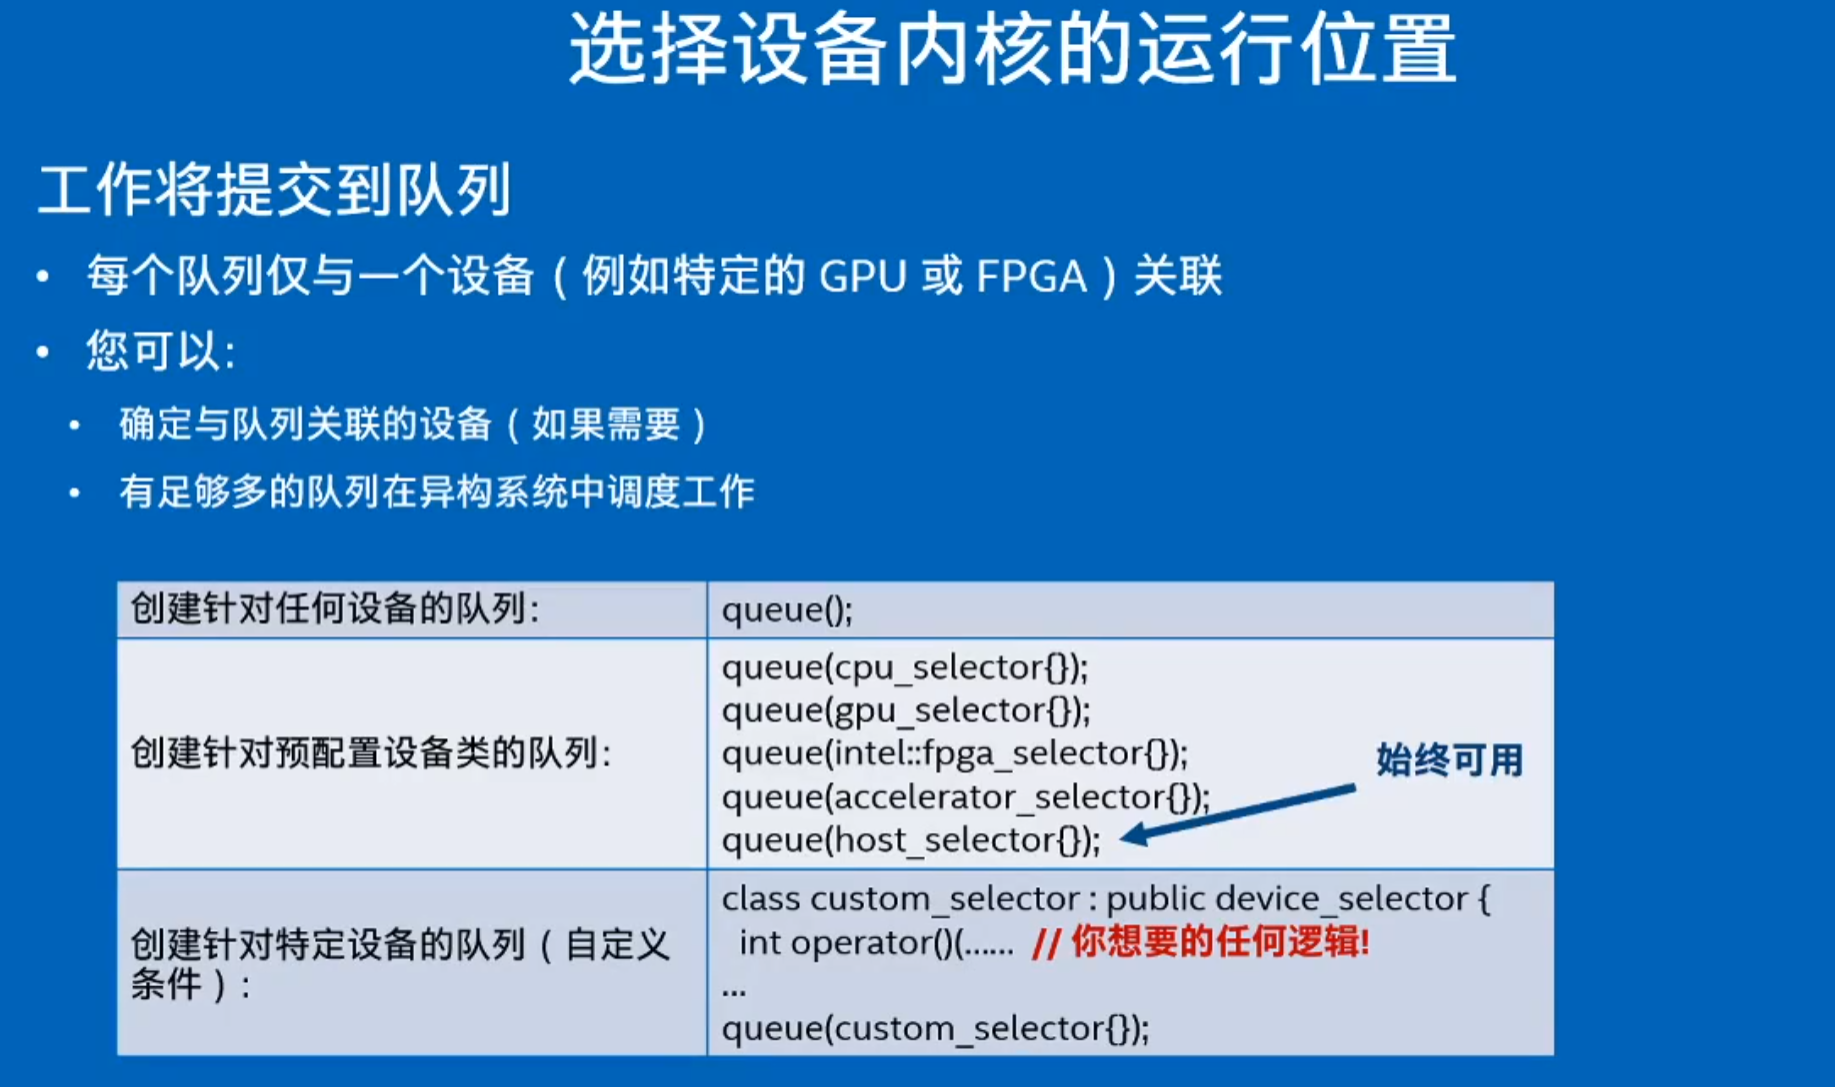 选择设备内核的运行位置
工作将提交到队列
• 每个队列仅与一个设备（例如特定的 GPU 或 FPGA）关联
• 您可以:
• 确定与队列关联的设备（如果需要）
• 有足够多的队列在异构系统中调度工作
创建针对任何设备的队列:
queue();
创建针对预配置设备类的队列:
queue(cpu_selector{});
queue(gpu_selector{});
queue(intel::fpga_selector{});
queue(accelerator_selector{});
queue(host_selector{});
始终可用
创建针对特定设备的队列（自定义
条件）:
class custom_selector : public device_selector {
int operator()(...... // 你想要的任何逻辑!
...
queue(custom_selector{});